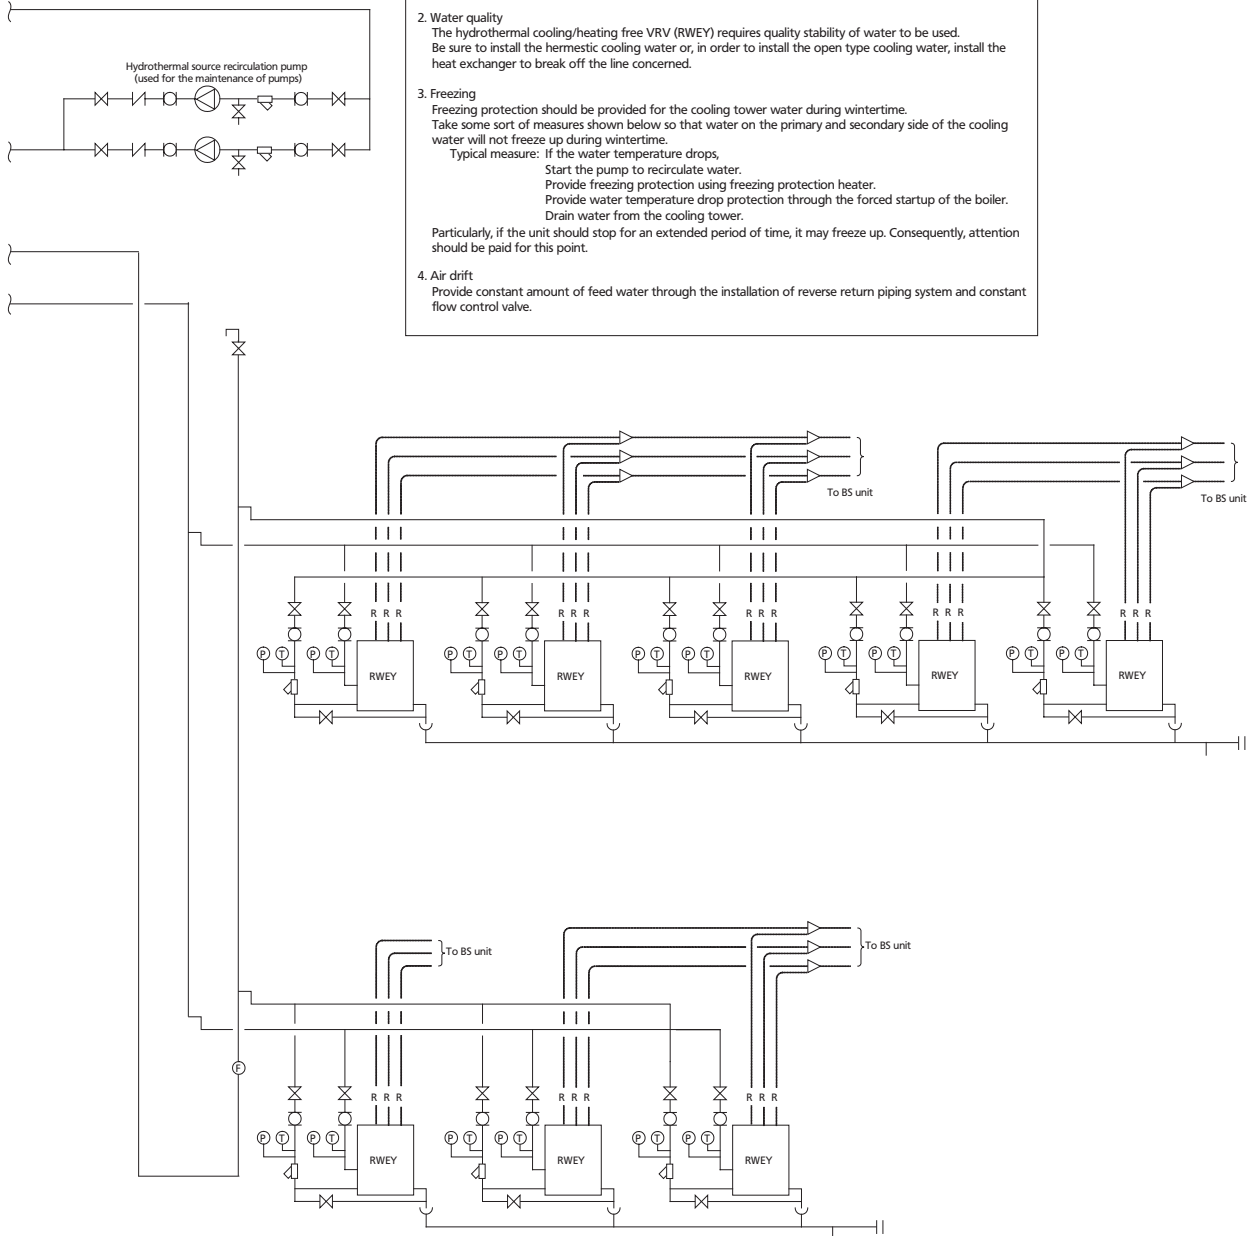 2. Water quality
The hydrothermal cooling/heating free VRV (RWEY) requires quality stability of water to be used.
Be sure to install the hermestic cooling water or, in order to install the open type cooling water, install the
heat exchanger to break off the line concerned.
3. Freezing
Freezing protection should be provided for the cooling tower water during wintertime.
Take some sort of measures shown below so that water on the primary and secondary side of the cooling
water will not freeze up during wintertime.
Typical measure: If the water temperature drops,
Start the pump to recirculate water.
Provide freezing protection using freezing protection heater.
Provide water temperature drop protection through the forced startup of the boiler.
Drain water from the cooling tower.
Particularly, if the unit should stop for an extended period of time, it may freeze up. Consequently, attention
should be paid for this point.
4. Air drift
Provide constant amount of feed water through the installation of reverse return piping system and constant
flow control valve.
Hydrothermal source recirculation pump
(used for the maintenance of pumps)
To BS unit
To BS unit
R R R R R R R R R R R R R R R
P T P T P T P T P T P T P T P T P T P T
RWEY RWEY RWEY RWEY RWEY
To BS unit
To BS unit
F
R R R R R R R R R
P T P T P T P T P T P T
RWEY RWEY RWEY